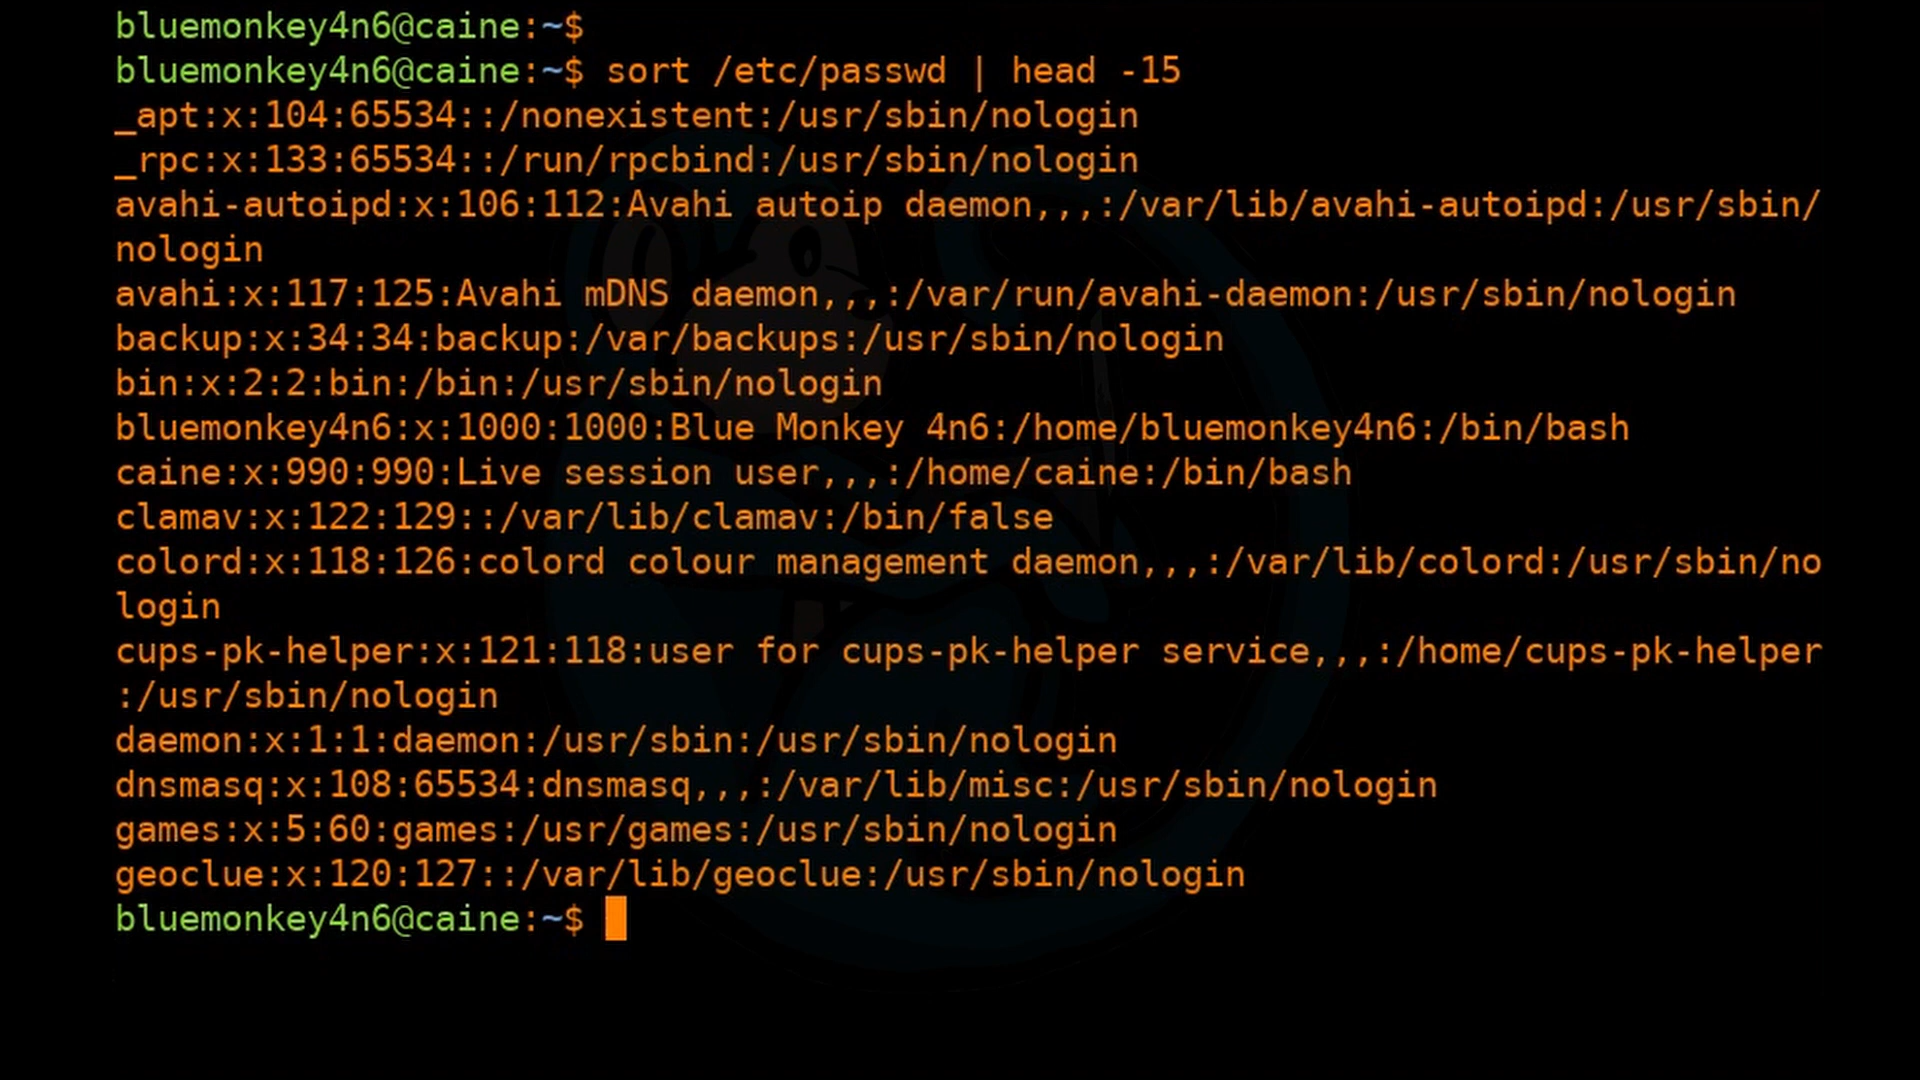 bluemonkey4n6@caine:~$
bluemonkey4n6@caine:~$ sort /etc/passwd | head -15
_apt:x:104:65534::/nonexistent:/usr/sbin/nologin
_rpc:x:133:65534::/run/rpcbind:/usr/sbin/nologin
avahi-autoipd:x:106:112:Avahi autoip daemon,,,:/var/lib/avahi-autoipd:/usr/sbin/
nologin
avahi:x:117:125:Avahi mDNS daemon,,,:/var/run/avahi-daemon:/usr/sbin/nologin
backup:x:34:34:backup:/var/backups:/usr/sbin/nologin
bin:x:2:2:bin:/bin:/usr/sbin/nologin
bluemonkey4n6:x:1000:1000:Blue Monkey 4n6:/home/bluemonkey4n6:/bin/bash
caine:x:990:990:Live session user,,,:/home/caine:/bin/bash
clamav:x:122:129::/var/lib/clamav:/bin/false
colord:x:118:126:colord colour management daemon,,,:/var/lib/colord:/usr/sbin/no
login
cups-pk-helper:x:121:118:user for cups-pk-helper service,,,:/home/cups-pk-helper
:/usr/sbin/nologin
daemon:x:1:1:daemon:/usr/sbin:/usr/sbin/nologin
dnsmasq:x:108:65534:dnsmasq,,,:/var/lib/misc:/usr/sbin/nologin
games:x:5:60:games:/usr/games:/usr/sbin/nologin
geoclue:x:120:127::/var/lib/geoclue:/usr/sbin/nologin
bluemonkey4n6@caine:~$